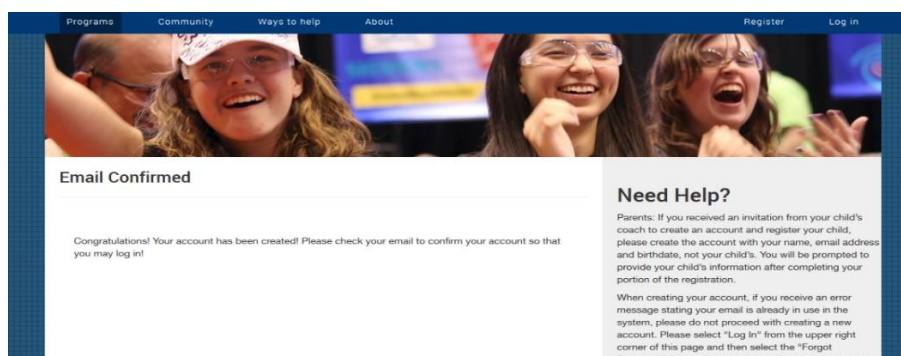 Programs Community Ways to help About Register Log in
Email Confirmed
Congratulations! Your account has been created! Please check your email to confirm your account so that
you may log in!
Need Help?
Parents: If you received an invitation from your child's
coach to create an account and register your child,
please create the account with your name, email address
and birthdate, not your child's. You will be prompted to
provide your child's information after completing your
portion of the registration.
When creating your account, if you receive an error
message stating your email is already in use in the
system, please do not proceed with creating a new
account. Please select "Log In" from the upper right
corner of this page and then select the "Forgot